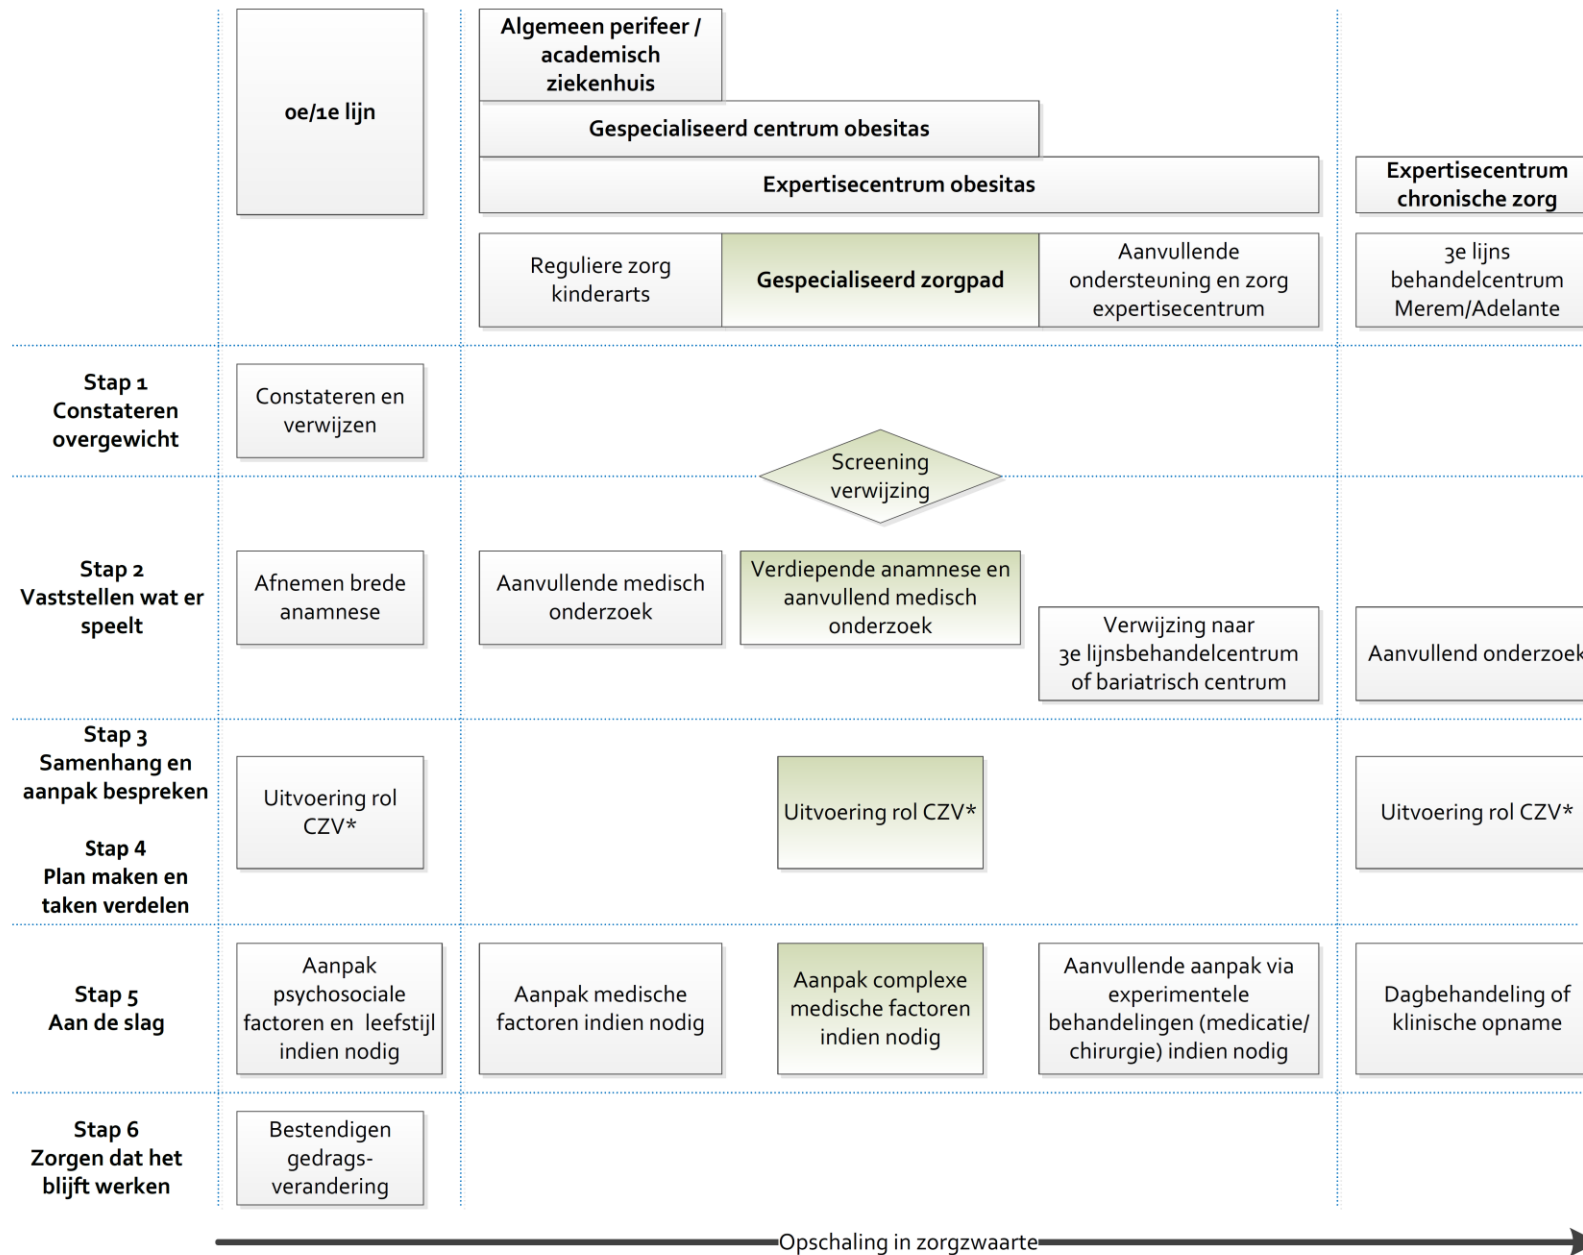 0e/1e lijn
Algemeen perifeer /
academisch
ziekenhuis
Gespecialiseerd centrum obesitas
Expertisecentrum obesitas
Expertisecentrum
chronische zorg
Reguliere zorg
kinderarts
Gespecialiseerd zorgpad
Aanvullende
ondersteuning en zorg
expertisecentrum
3e lijns
behandelcentrum
Merem/Adelante
Stap 1
Constateren
overgewicht
Constateren en
verwijzen
Screening
verwijzing
Stap 2
Vaststellen wat er
speelt
Afnemen brede
anamnese
Aanvullende medisch
onderzoek
Verdiepende anamnese en
aanvullend medisch
onderzoek
Verwijzing naar
3e lijnsbehandelcentrum
of bariatrisch centrum
Aanvullend onderzoek
Stap 3
Samenhang en
aanpak bespreken
Stap 4
Plan maken en
taken verdelen
Uitvoering rol
CZV*
Uitvoering rol CZV*
Uitvoering rol CZV*
Stap 5
Aan de slag
Aanpak
psychosociale
factoren en leefstijl
indien nodig
Aanpak medische
factoren indien nodig
Aanpak complexe
medische factoren
indien nodig
Aanvullende aanpak via
experimentele
behandelingen (medicatie/
chirurgie) indien nodig
Dagbehandeling of
klinische opname
Stap 6
Zorgen dat het
blijft werken
Bestendigen
gedrags-
verandering
Opschaling in zorgzwaarte